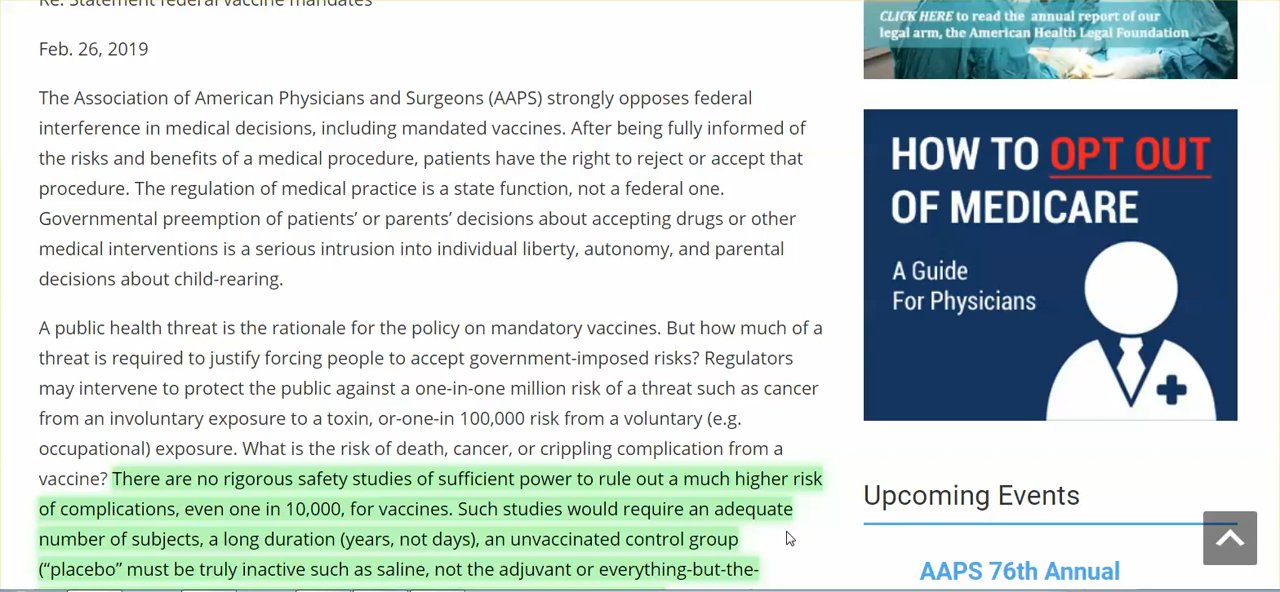 Re: Statement federal vaccine mandates
Feb. 26, 2019
The Association of American Physicians and Surgeons (AAPS) strongly opposes federal
interference in medical decisions, including mandated vaccines. After being fully informed of
the risks and benefits of a medical procedure, patients have the right to reject or accept that
procedure. The regulation of medical practice is a state function, not a federal one.
Governmental preemption of patients’ or parents’ decisions about accepting drugs or other
medical interventions is a serious intrusion into individual liberty, autonomy, and parental
decisions about child-rearing.
A public health threat is the rationale for the policy on mandatory vaccines. But how much of a
threat is required to justify forcing people to accept government-imposed risks? Regulators
may intervene to protect the public against a one-in-one million risk of a threat such as cancer
from an involuntary exposure to a toxin, or-one-in 100,000 risk from a voluntary (e.g.
occupational) exposure. What is the risk of death, cancer, or crippling complication from a
vaccine? There are no rigorous safety studies of sufficient power to rule out a much higher risk
of complications, even one in 10,000, for vaccines. Such studies would require an adequate
number of subjects, a long duration (years, not days), an unvaccinated control group
(“placebo” must be truly inactive such as saline, not the adjuvant or everything-but-the-
CLICK HERE to read the annual report of our
legal arm, the American Health Legal Foundation
HOW TO OPT OUT
OF MEDICARE
A Guide
For Physicians
Upcoming Events
AAPS 76th Annual